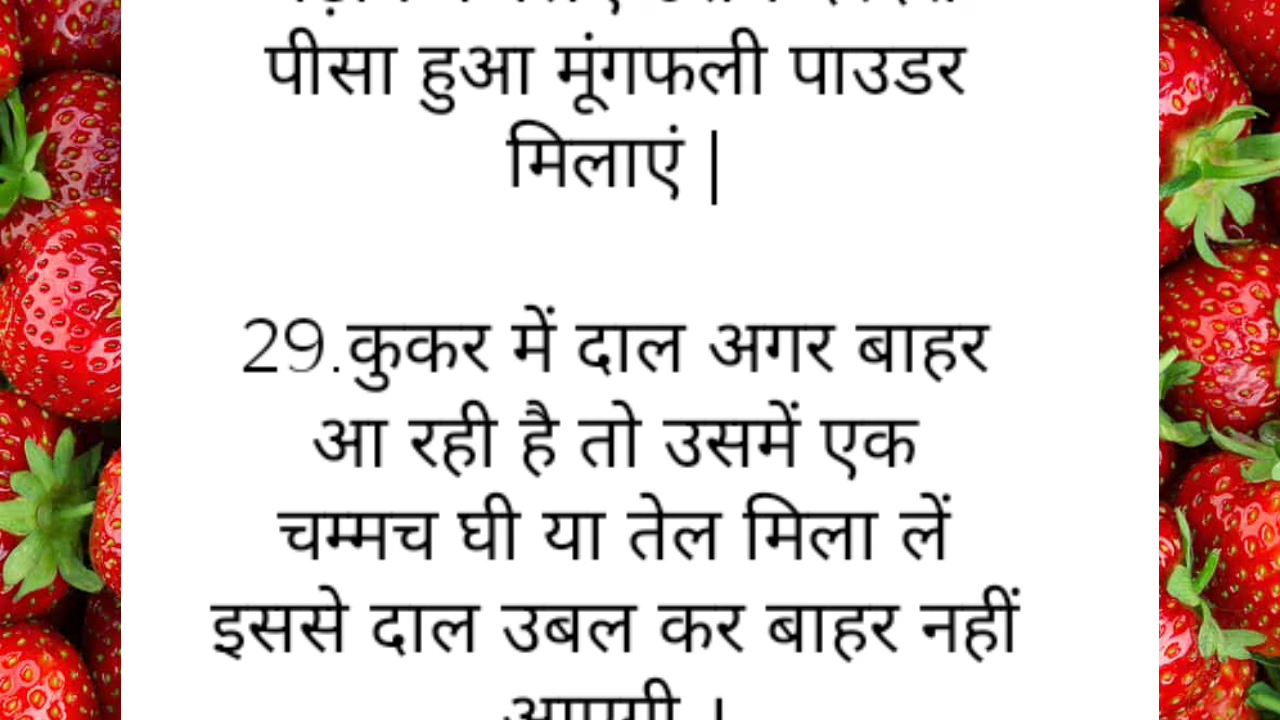 पीसा हुआ मूंगफली पाउडर
मिलाएं |
29.कुकर में दाल अगर बाहर
आ रही है तो उसमें एक
चम्मच घी या तेल मिला लें
इससे दाल उबल कर बाहर नहीं